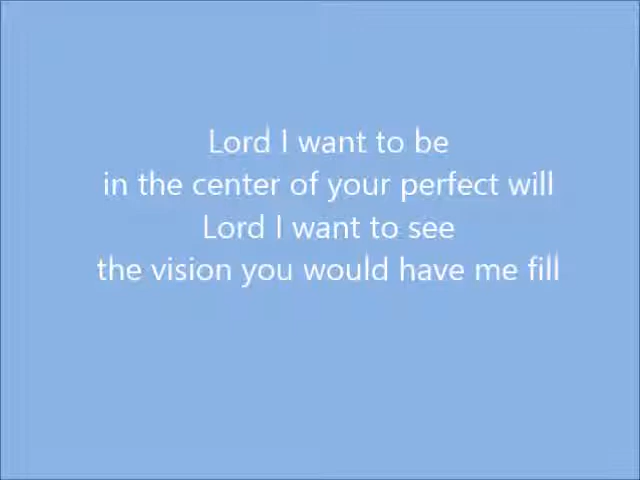 Lord I want to be
in the center of your perfect will
Lord I want to see
the vision you would have me fill